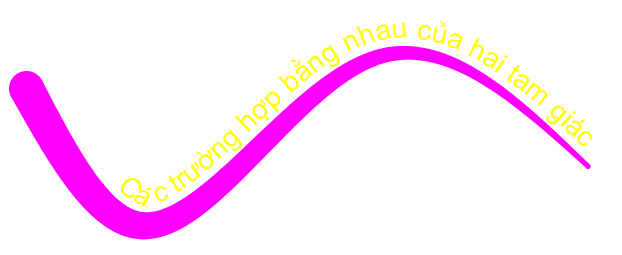 Các trường hợp bằng nhau của hai tam giác